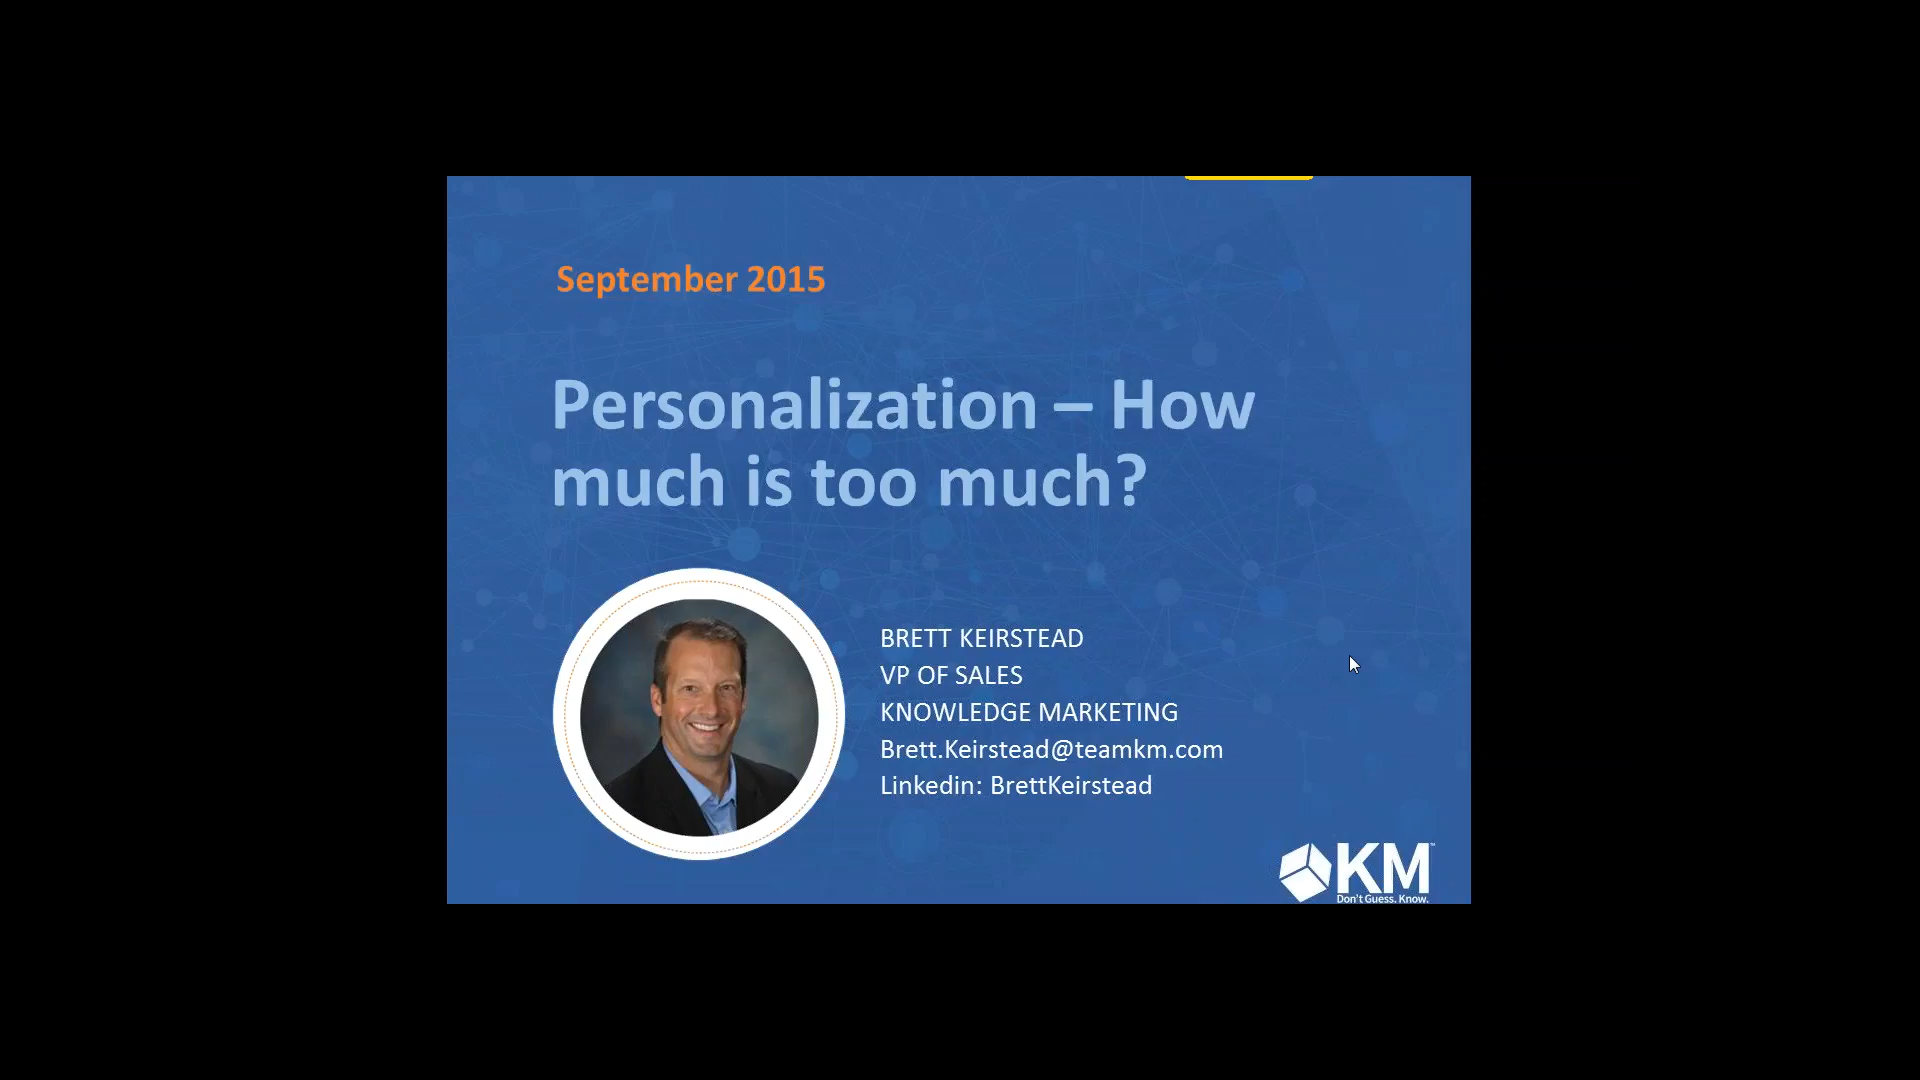 September 2015
Personalization – How
much is too much?
BRETT KEIRSTEAD
VP OF SALES
KNOWLEDGE MARKETING
Brett.Keirstead@teamkm.com
Linkedin: BrettKeirstead
KM™
Don't Guess. Know.